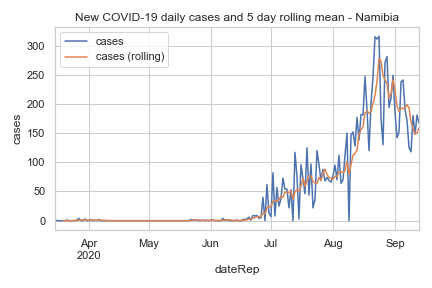 New COVID-19 daily cases and 5 day rolling mean - Namibia
cases
cases (rolling)
300
250
200
150
100
50
0
cases
Apr
2020
May
Jun
Jul
Aug
Sep
dateRep